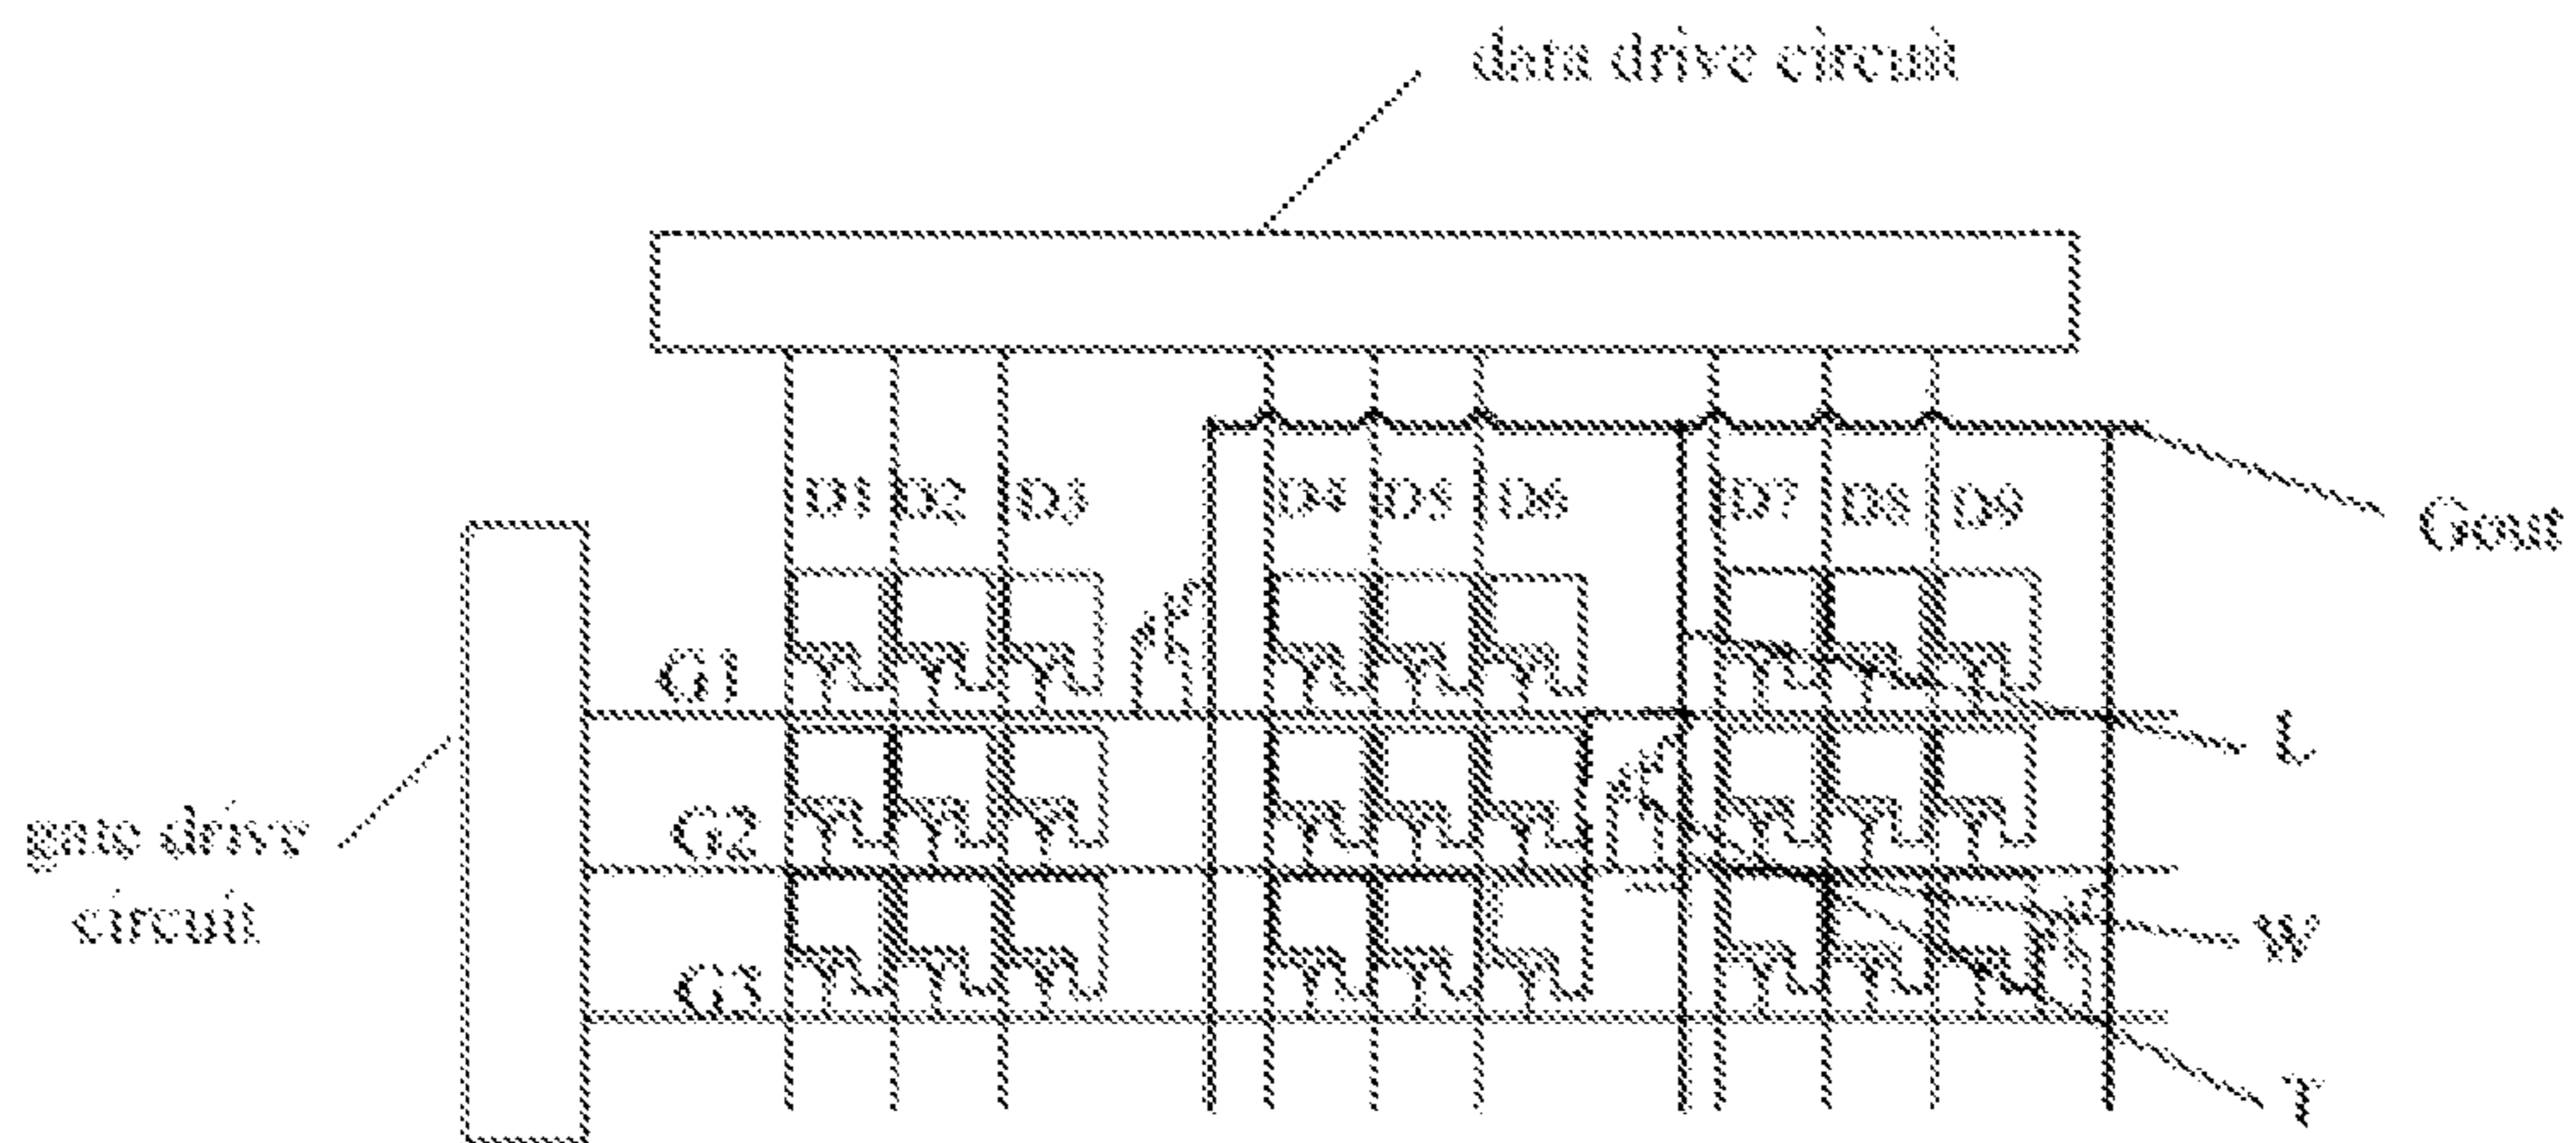 data drive circuit
D1 D2 D3 D4 D5 D6 D7 D8 D9
Gout
G1
L
gate drive
circuit
G2
W
G3
T